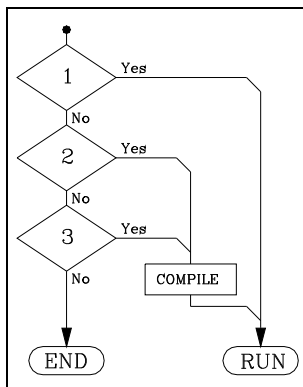 1
Yes
No
2
Yes
No
3
Yes
No
COMPILE
END
RUN